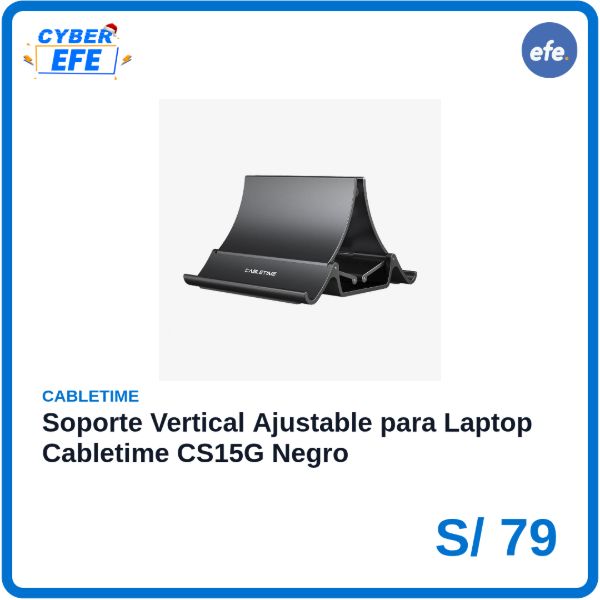 CYBER
EFE
efe.
CABLETIME
CABLETIME
Soporte Vertical Ajustable para Laptop
Cabletime CS15G Negro
S/ 79